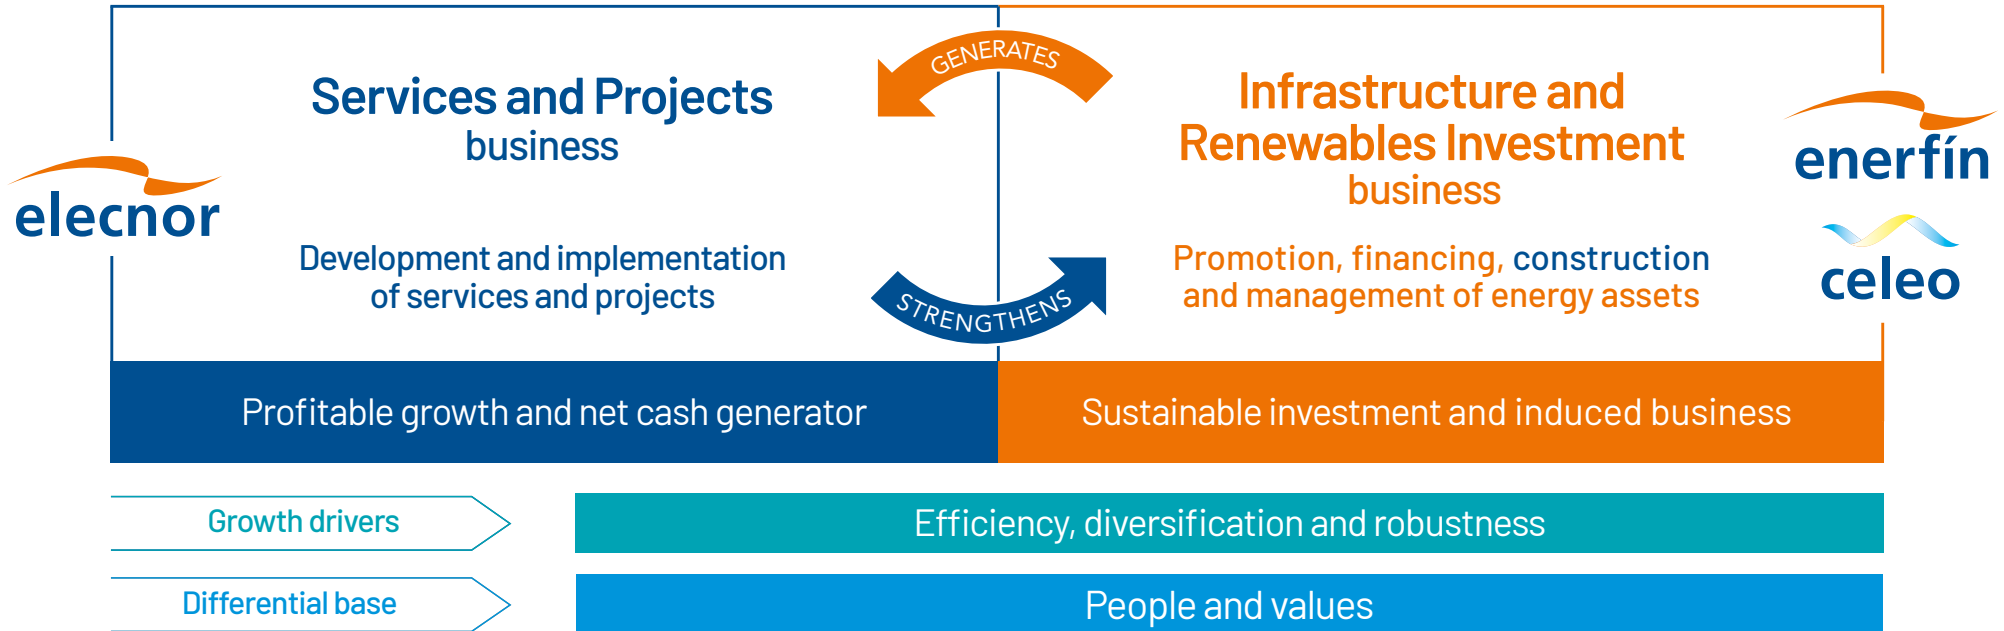 elecnor
Services and Projects
business
Development and implementation
of services and projects
GENERATES
STRENGTHENS
Infrastructure and
Renewables Investment
business
Promotion, financing, construction
and management of energy assets
enerfín
celeo
Profitable growth and net cash generator
Sustainable investment and induced business
Growth drivers
Efficiency, diversification and robustness
Differential base
People and values